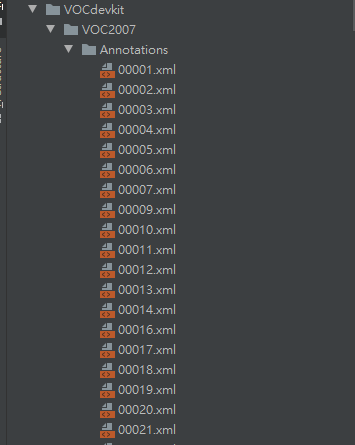 VOCdevkit
VOC2007
Annotations
00001.xml
00002.xml
00003.xml
00004.xml
00005.xml
00006.xml
00007.xml
00009.xml
00010.xml
00011.xml
00012.xml
00013.xml
00014.xml
00016.xml
00017.xml
00018.xml
00019.xml
00020.xml
00021.xml